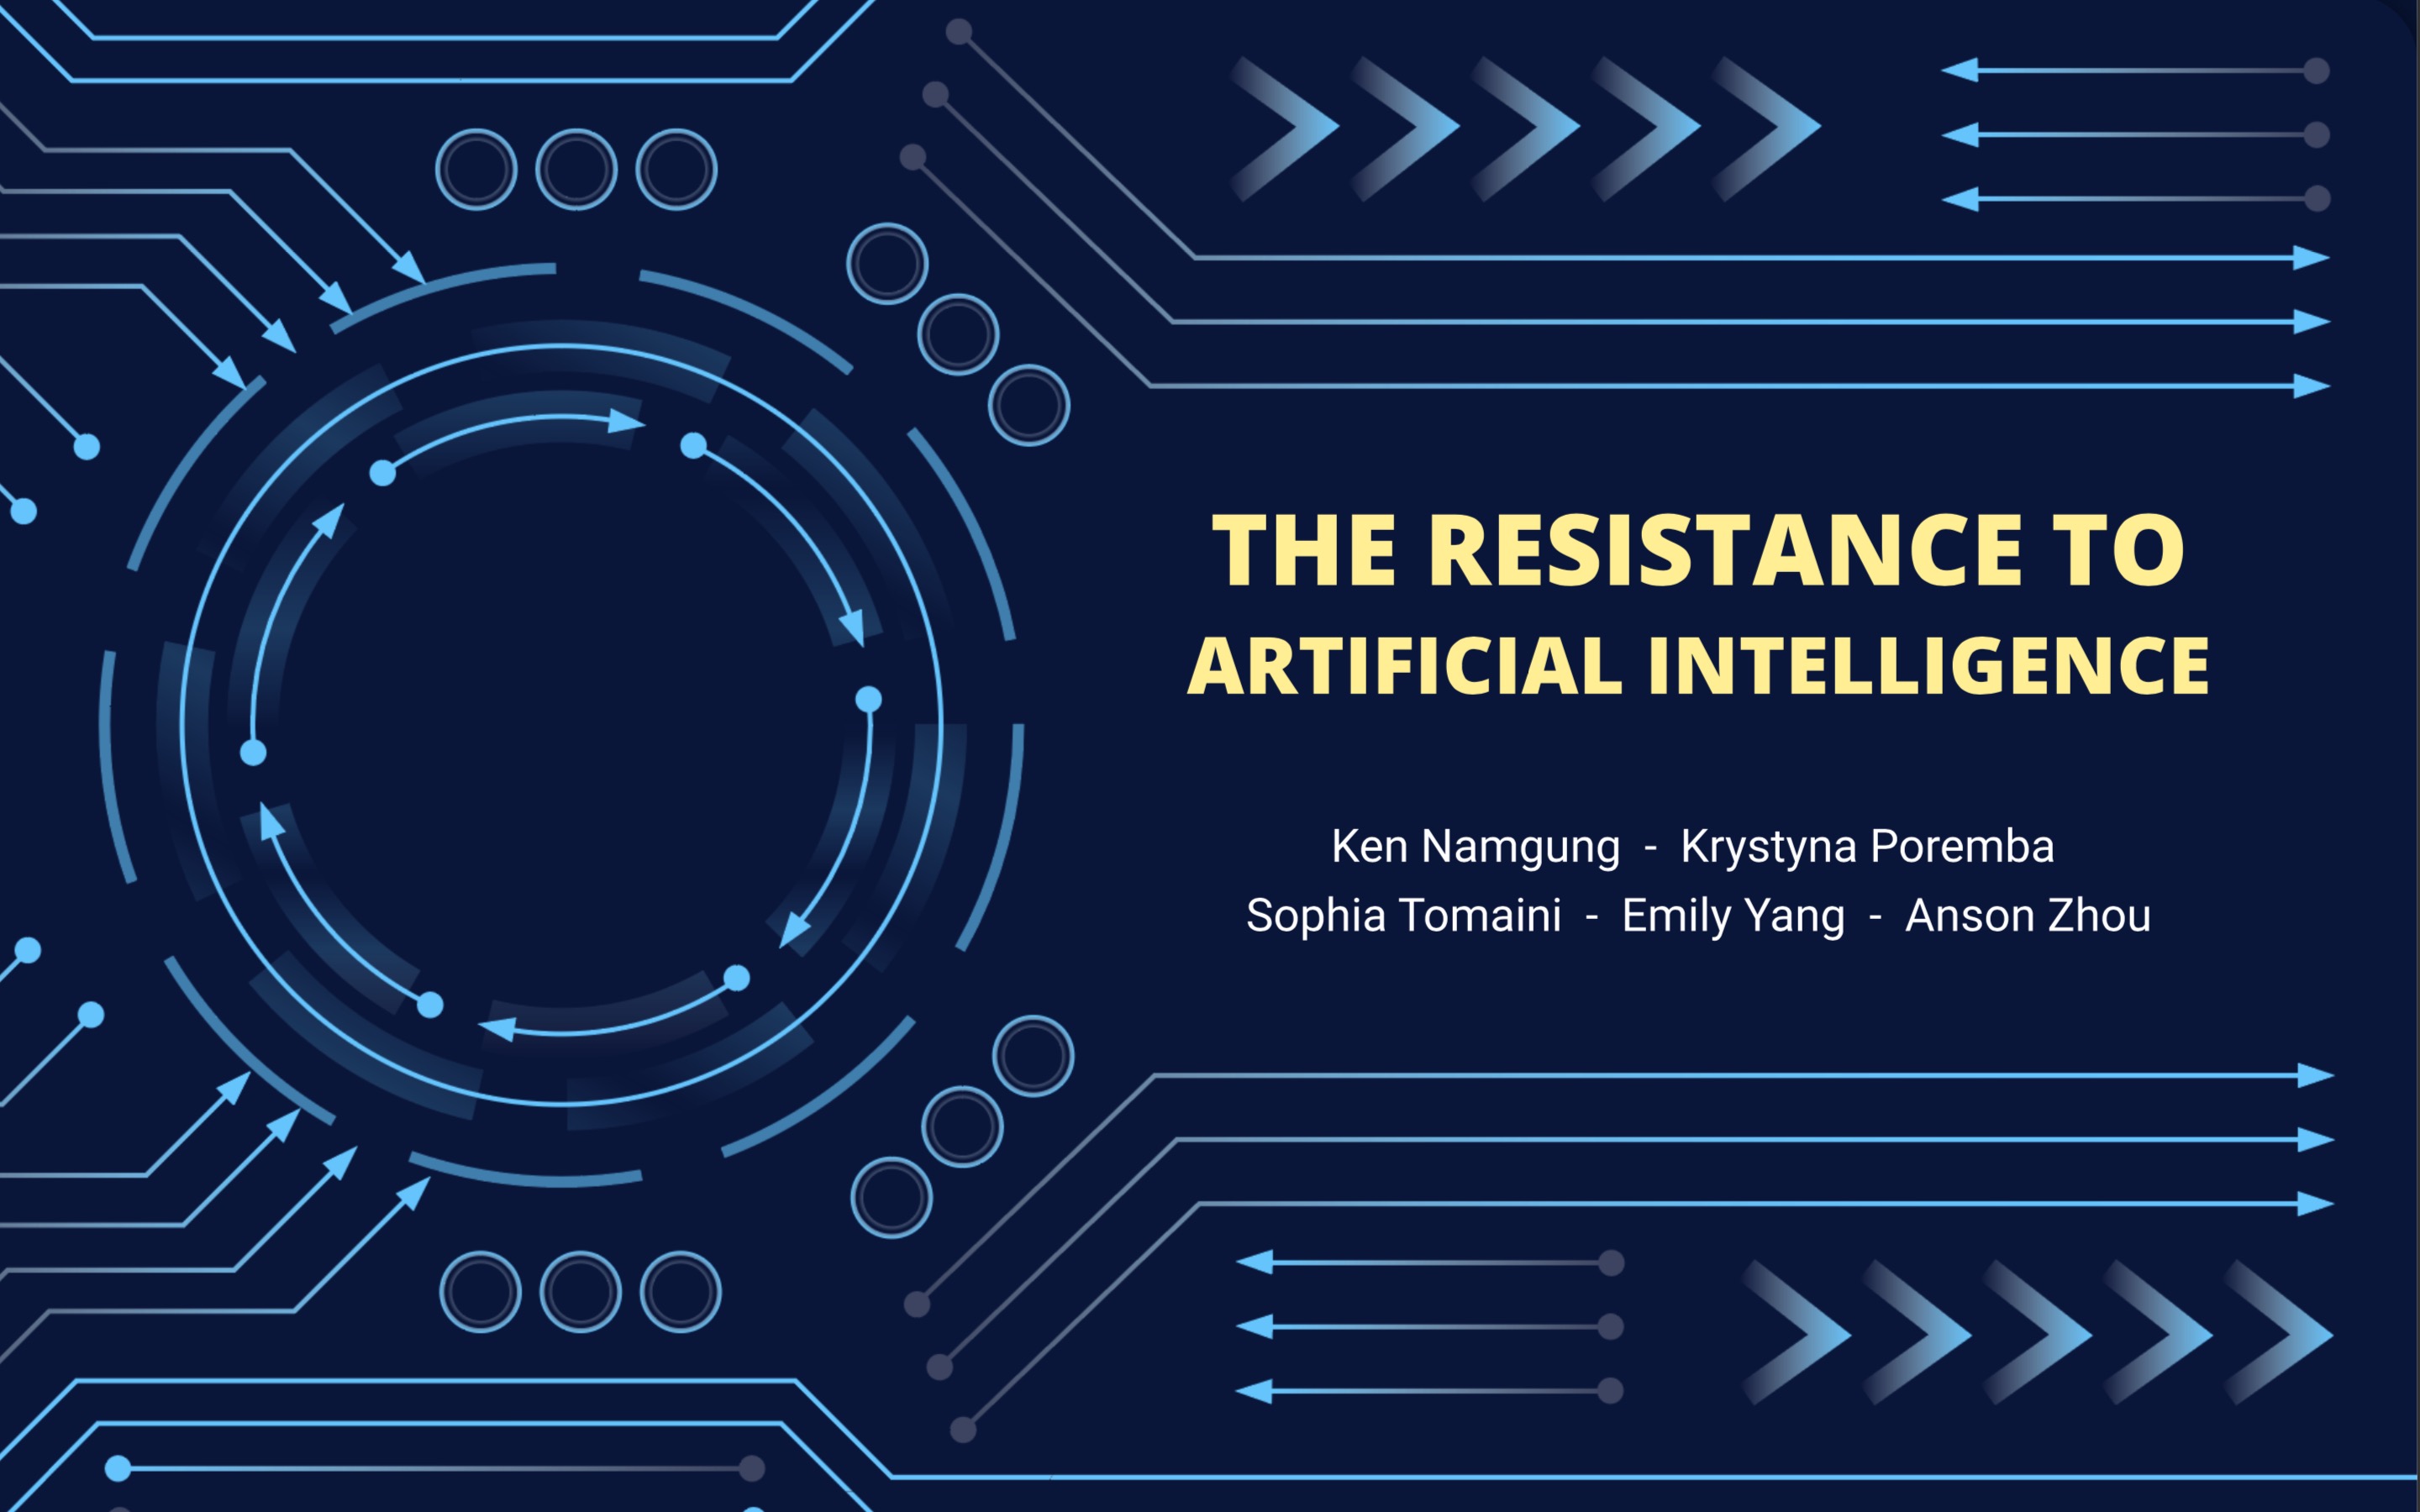 THE RESISTANCE TO
ARTIFICIAL INTELLIGENCE
Ken Namgung - Krystyna Poremba
Sophia Tomaini - Emily Yang - Anson Zhou